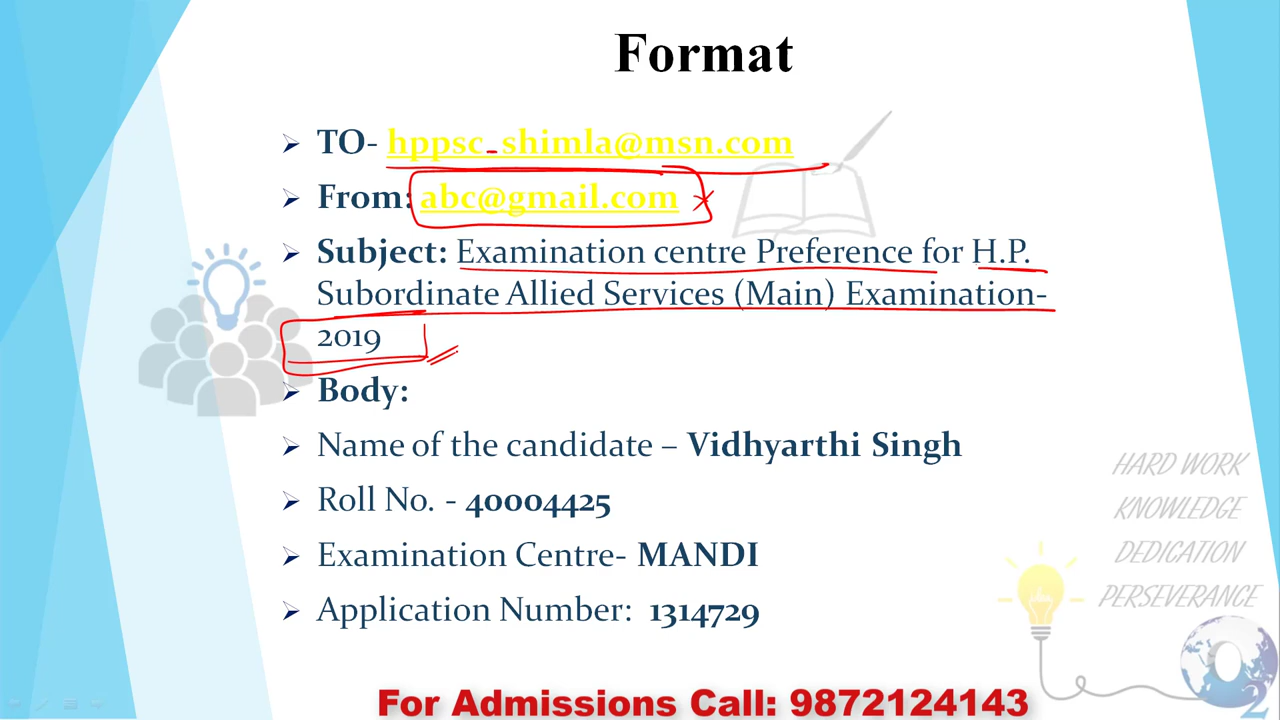 Format
TO- hppsc_shimla@msn.com
From: abc@gmail.com
Subject: Examination centre Preference for H.P.
Subordinate Allied Services (Main) Examination-
2019
Body:
Name of the candidate – Vidhyarthi Singh
Roll No. - 40004425
Examination Centre- MANDI
Application Number: 1314729
HARD WORK
KNOWLEDGE
DEDICATION
PERSEVERANCE
idea
O2
For Admissions Call: 9872124143